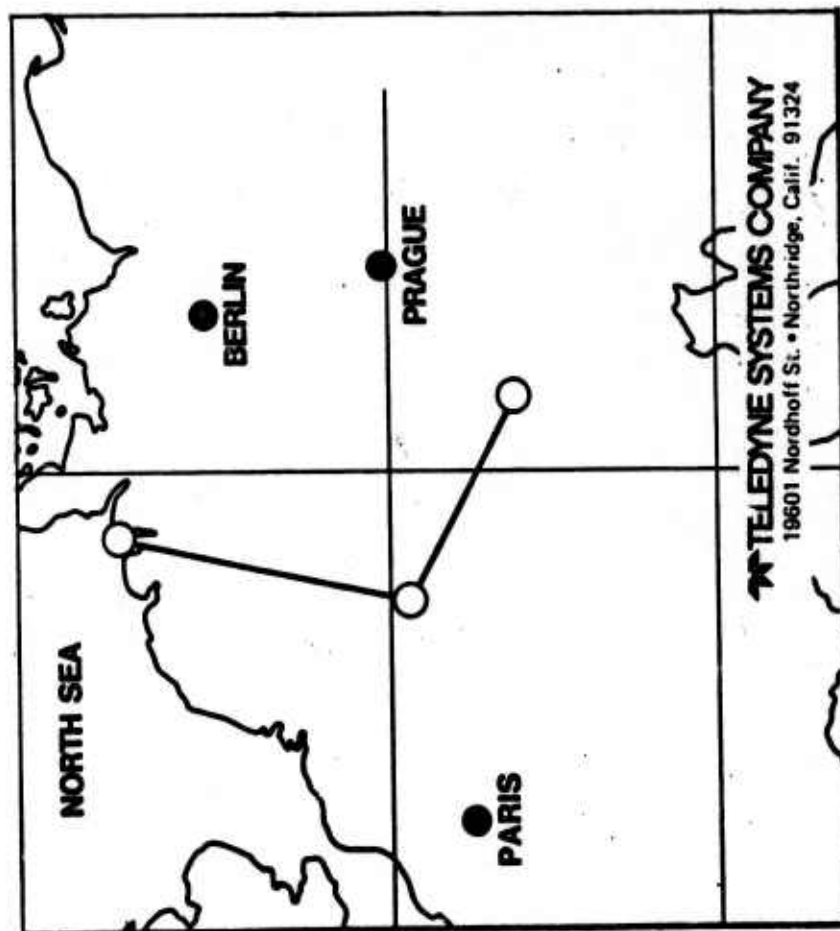 NORTH SEA
BERLIN
PRAGUE
PARIS
TELEDYNE SYSTEMS COMPANY
19601 Nordhoff St. • Northridge, Calif. 91324